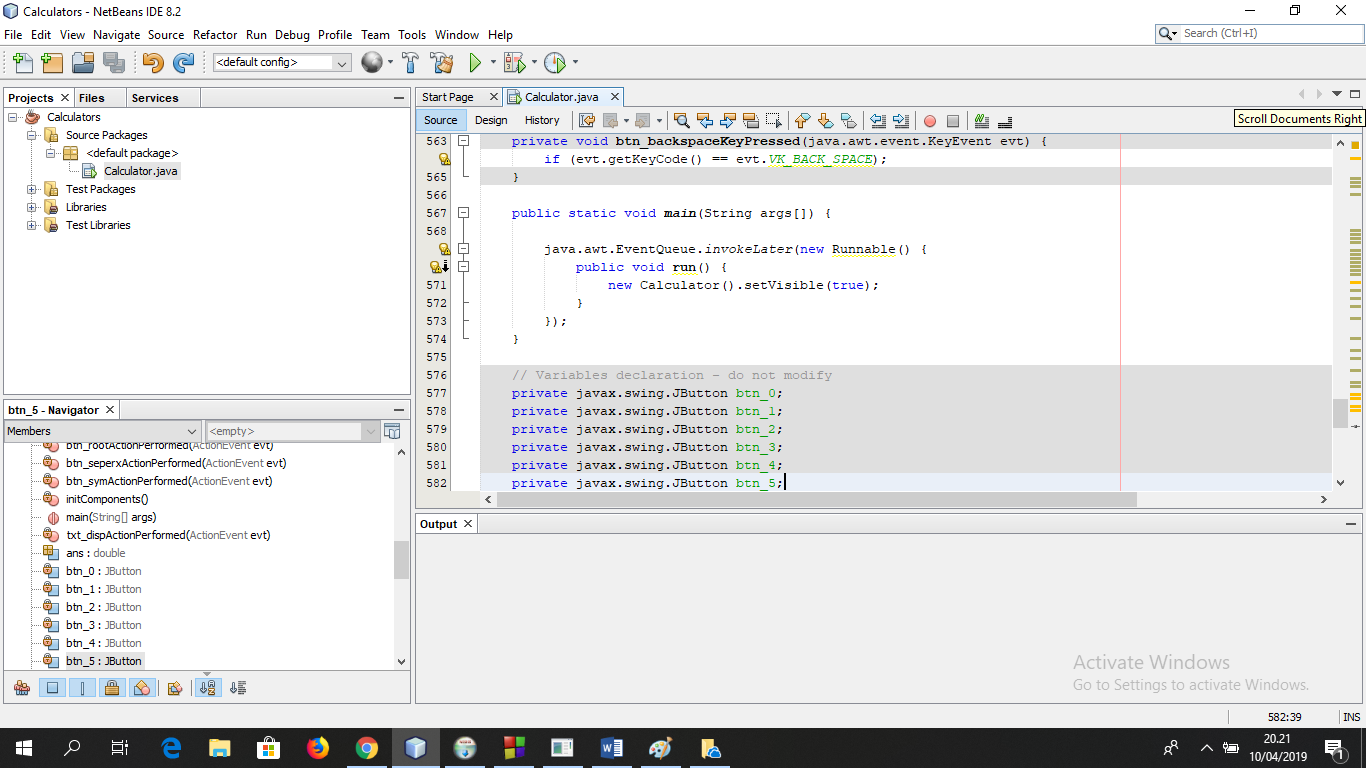 Calculators - NetBeans IDE 8.2
File Edit View Navigate Source Refactor Run Debug Profile Team Tools Window Help
Search (Ctrl+I)
<default config>
Projects Files Services
Calculators
Source Packages
<default package>
Calculator.java
Test Packages
Libraries
Test Libraries
Start Page Calculator.java
Source Design History
Scroll Documents Right
563 private void btn_backspaceKeyPressed(java.awt.event.KeyEvent evt) {
if (evt.getKeyCode() == evt.VK_BACK_SPACE);
565 }
566
567 public static void main(String args[]) {
568
java.awt.EventQueue.invokeLater(new Runnable() {
public void run() {
571 new Calculator().setVisible(true);
572 }
573 });
574 }
575
576 // Variables declaration - do not modify
577 private javax.swing.JButton btn_0;
578 private javax.swing.JButton btn_1;
579 private javax.swing.JButton btn_2;
580 private javax.swing.JButton btn_3;
581 private javax.swing.JButton btn_4;
582 private javax.swing.JButton btn_5;
btn_5 - Navigator
Members <empty>
btn_rootActionPerformed(ActionEvent evt)
btn_seperxActionPerformed(ActionEvent evt)
btn_symActionPerformed(ActionEvent evt)
initComponents()
main(String[] args)
txt_dispActionPerformed(ActionEvent evt)
ans : double
btn_0 : JButton
btn_1 : JButton
btn_2 : JButton
btn_3 : JButton
btn_4 : JButton
btn_5 : JButton
Output
Activate Windows
Go to Settings to activate Windows.
582:39 INS
20.21
10/04/2019
1